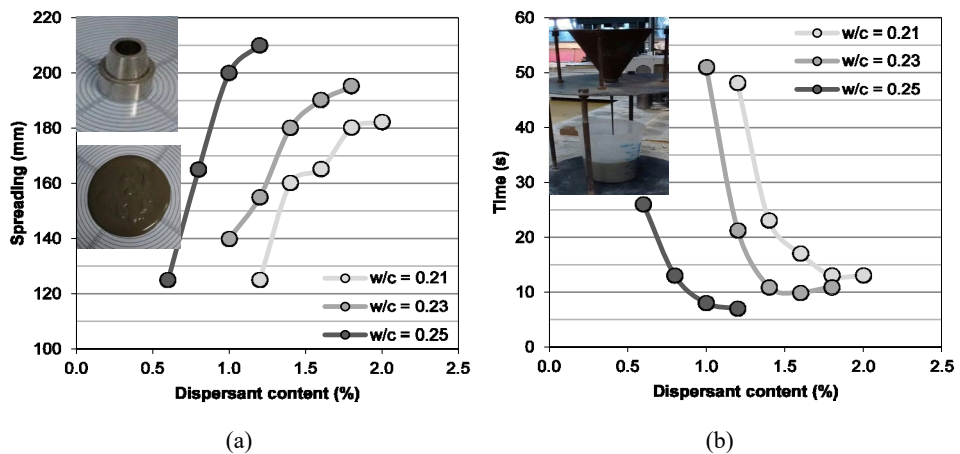 220
200
180
160
140
120
100
Spreading (mm)
w/c = 0.21
w/c = 0.23
w/c = 0.25
0.0 0.5 1.0 1.5 2.0 2.5
Dispersant content (%)
(a)
60
50
40
30
20
10
0
Time (s)
w/c = 0.21
w/c = 0.23
w/c = 0.25
0.0 0.5 1.0 1.5 2.0 2.5
Dispersant content (%)
(b)